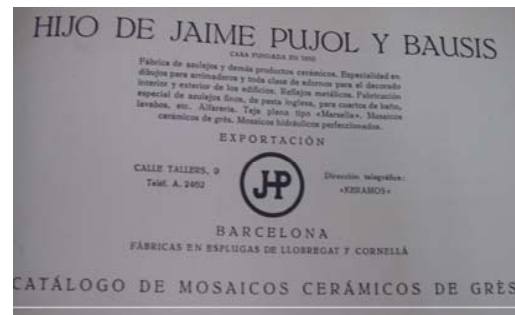 HIJO DE JAIME PUJOL Y BAUSIS
CASA FUNDADA EN
Fábrica de azulejos y demás productos cerámicos. Especialidad en
dibujos para arrimaderos y toda clase de adornos para el decorado
interior y exterior de los edificios. Reflejos metálicos. Fabricación
especial de azulejos finos, de pasta inglesa, para cuartos de baño,
lavabos, etc. Alfarería. Teja plana tipo «Marsella». Mosaicos
cerámicos de grés. Mosaicos hidráulicos perfeccionados.
EXPORTACIÓN
CALLE TALLERS, 9
Teléf. A. 2462
JHP
Dirección telegráfica:
«KERAMOS»
BARCELONA
FÁBRICAS EN ESPLUGAS DE LLOBREGAT Y CORNELLÁ
CATÁLOGO DE MOSAICOS CERÁMICOS DE GRÈS